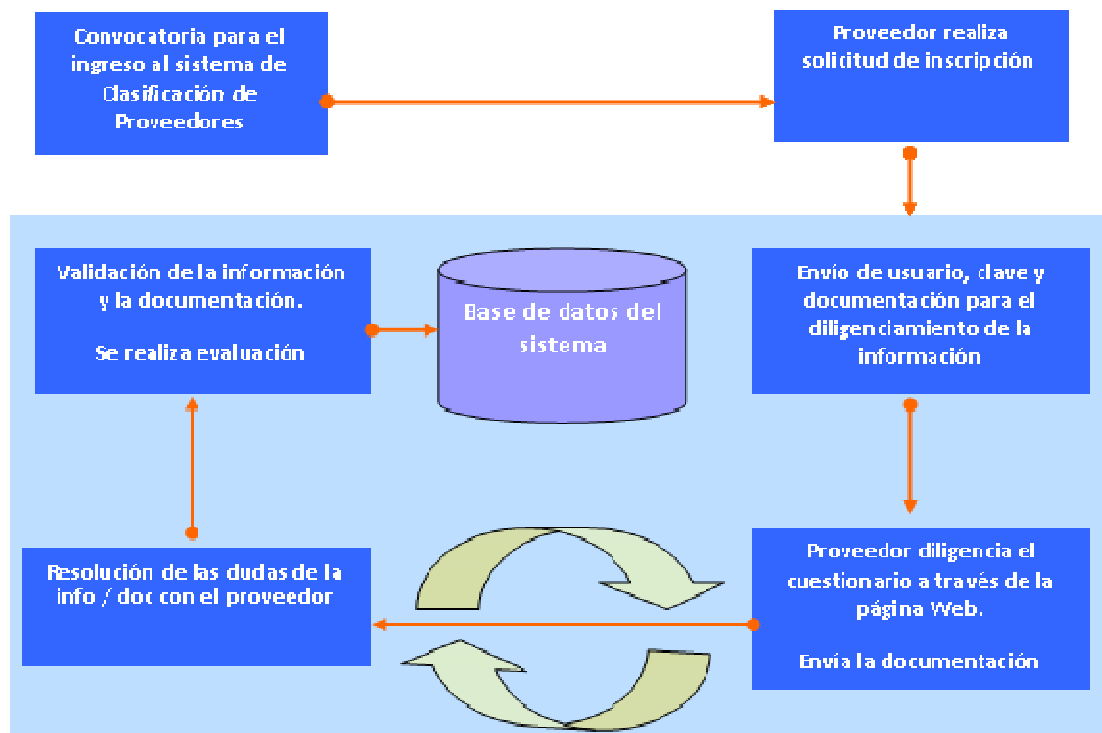 Convocatoria para el
ingreso al sistema de
Clasificación de
Proveedores
Proveedor realiza
solicitud de inscripción
Validación de la información
y la documentación.
Se realiza evaluación
Base de datos del
sistema
Envío de usuario, clave y
documentación para el
diligenciamiento de la
información
Resolución de las dudas de la
info / doc con el proveedor
Proveedor diligencia el
cuestionario a través de la
página Web.
Envía la documentación